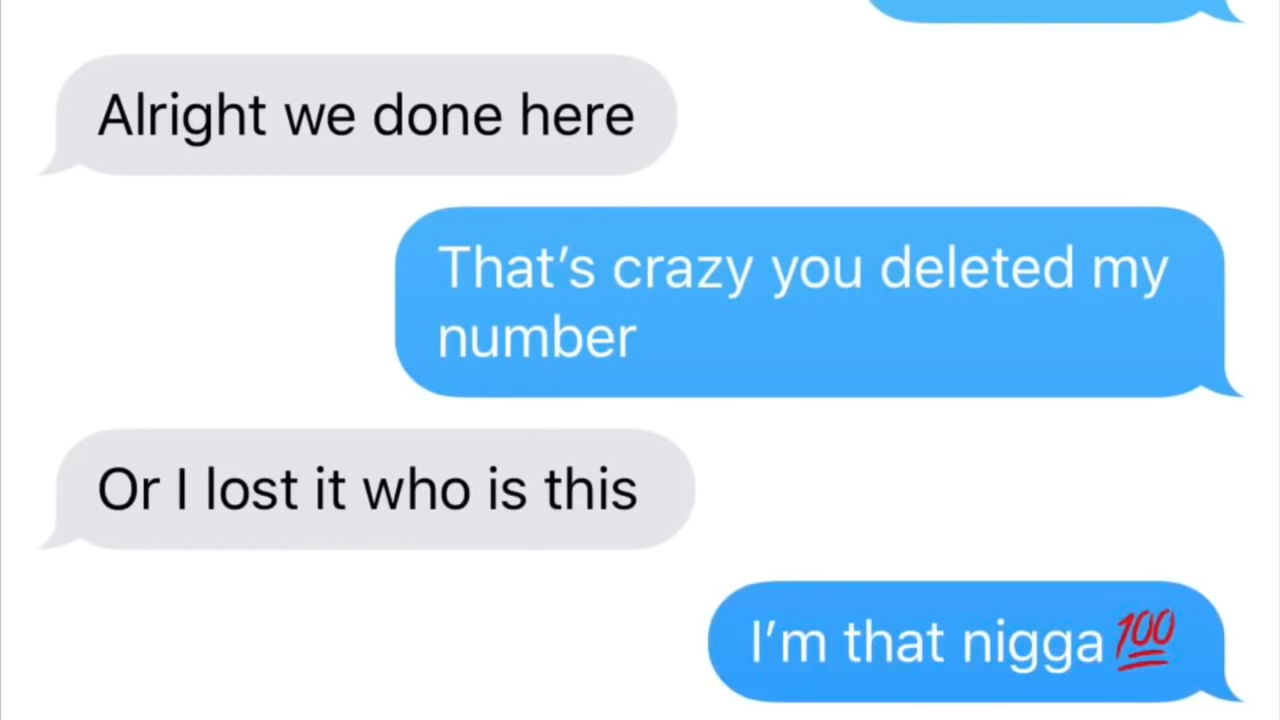 Alright we done here
That’s crazy you deleted my
number
Or I lost it who is this
I’m that nigga💯